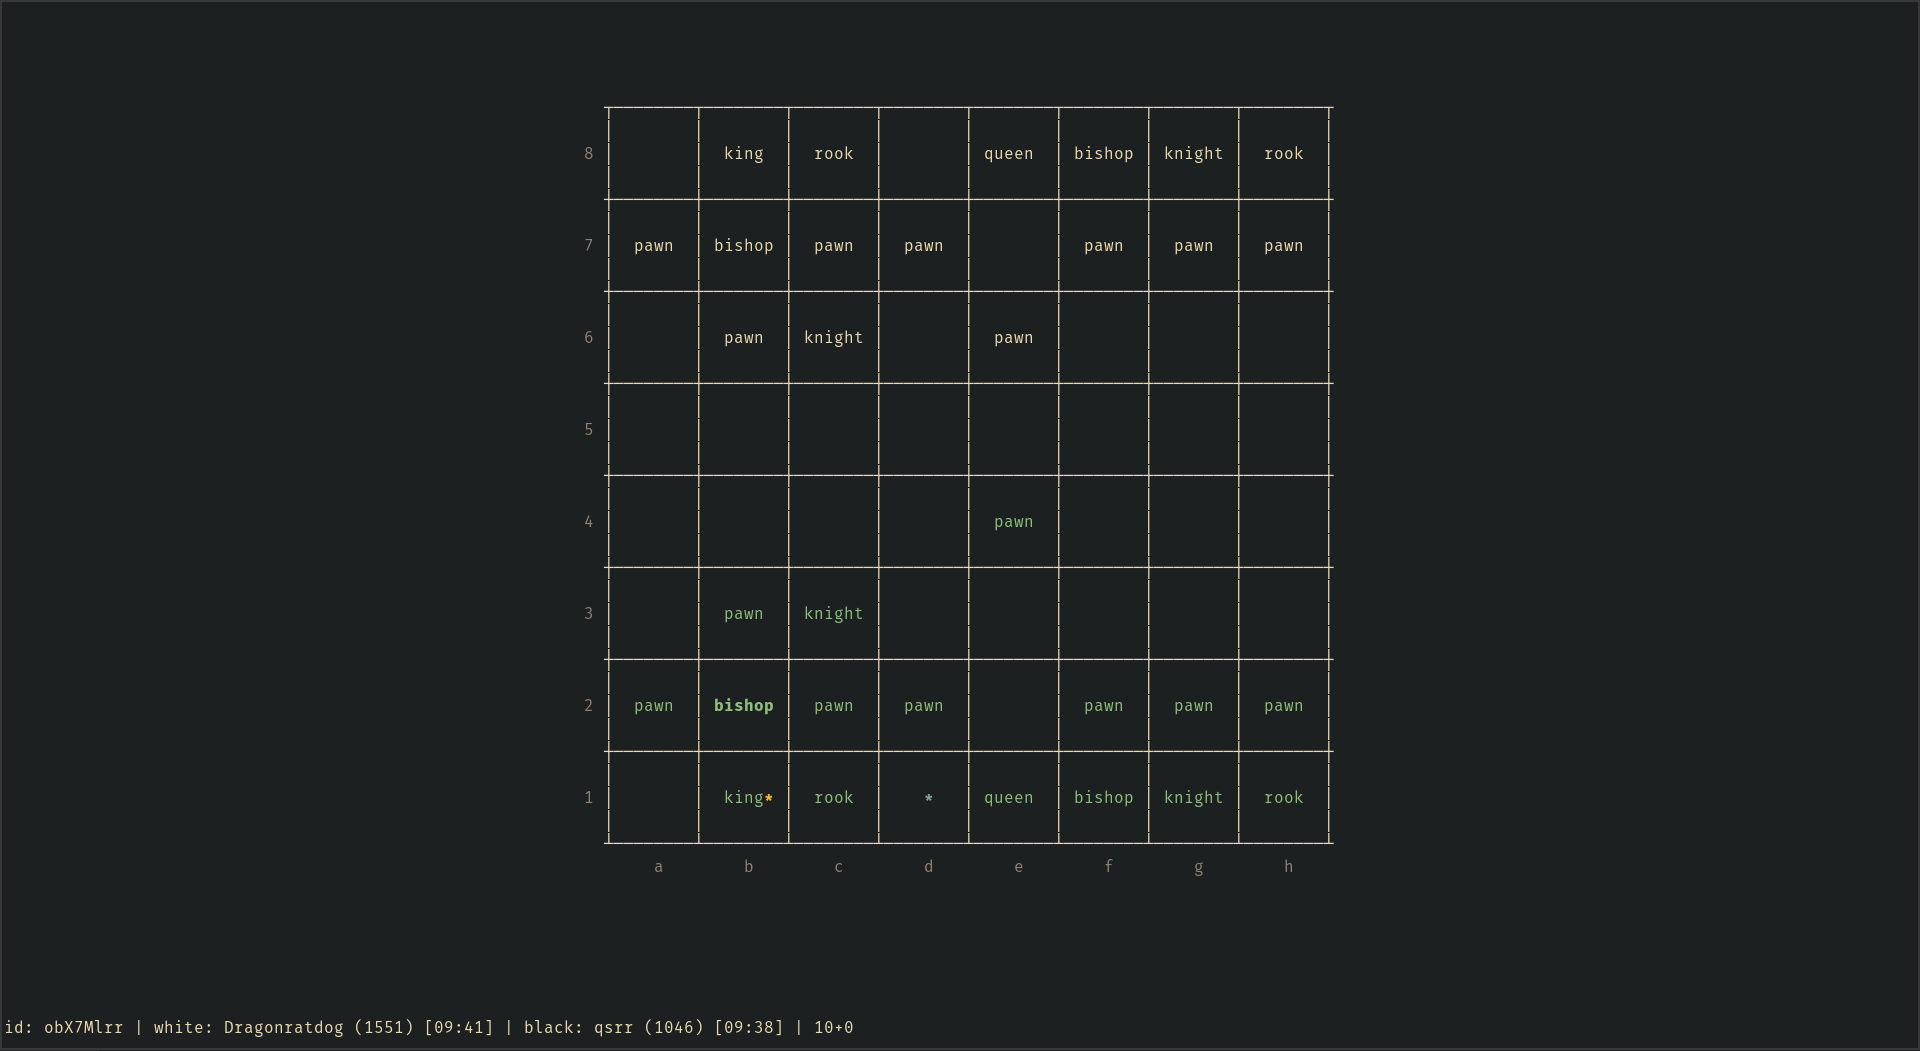 8 king rook queen bishop knight rook
7 pawn bishop pawn pawn pawn pawn pawn
6 pawn knight pawn
5
4 pawn
3 pawn knight
2 pawn bishop pawn pawn pawn pawn pawn
1 king* rook * queen bishop knight rook
a b c d e f g h
id: obX7Mlrr | white: Dragonratdog (1551) [09:41] | black: qsrr (1046) [09:38] | 10+0